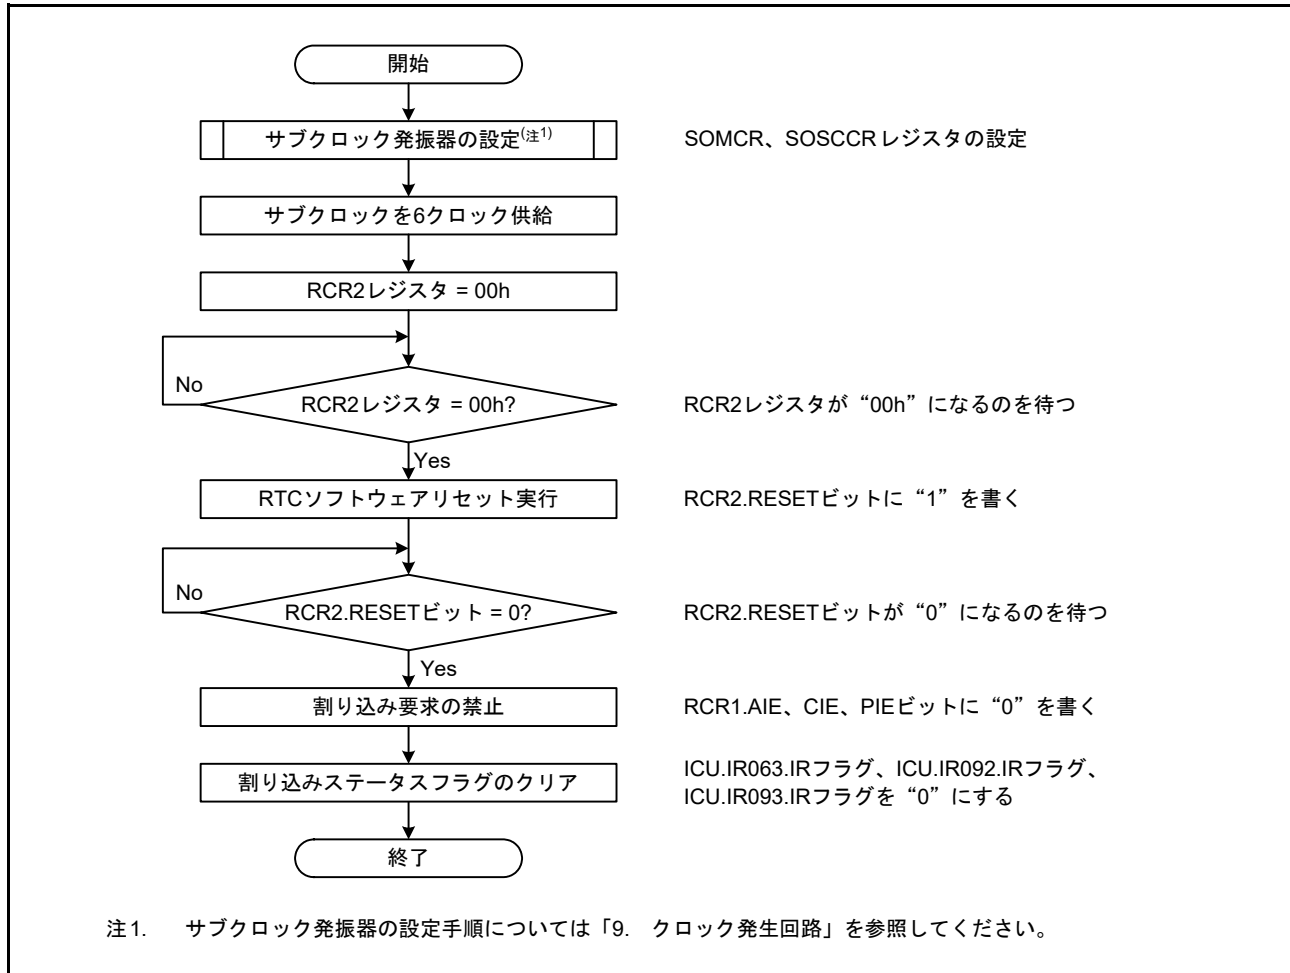 開始
サブクロック発振器の設定(注1)
SOMCR、SOSCCRレジスタの設定
サブクロックを6クロック供給
RCR2レジスタ = 00h
No
RCR2レジスタ = 00h?
RCR2レジスタが“00h”になるのを待つ
Yes
RTCソフトウェアリセット実行
RCR2.RESETビットに“1”を書く
No
RCR2.RESETビット = 0?
RCR2.RESETビットが“0”になるのを待つ
Yes
割り込み要求の禁止
RCR1.AIE、CIE、PIEビットに“0”を書く
割り込みステータスフラグのクリア
ICU.IR063.IRフラグ、ICU.IR092.IRフラグ、
ICU.IR093.IRフラグを“0”にする
終了
注1. サブクロック発振器の設定手順については「9. クロック発生回路」を参照してください。